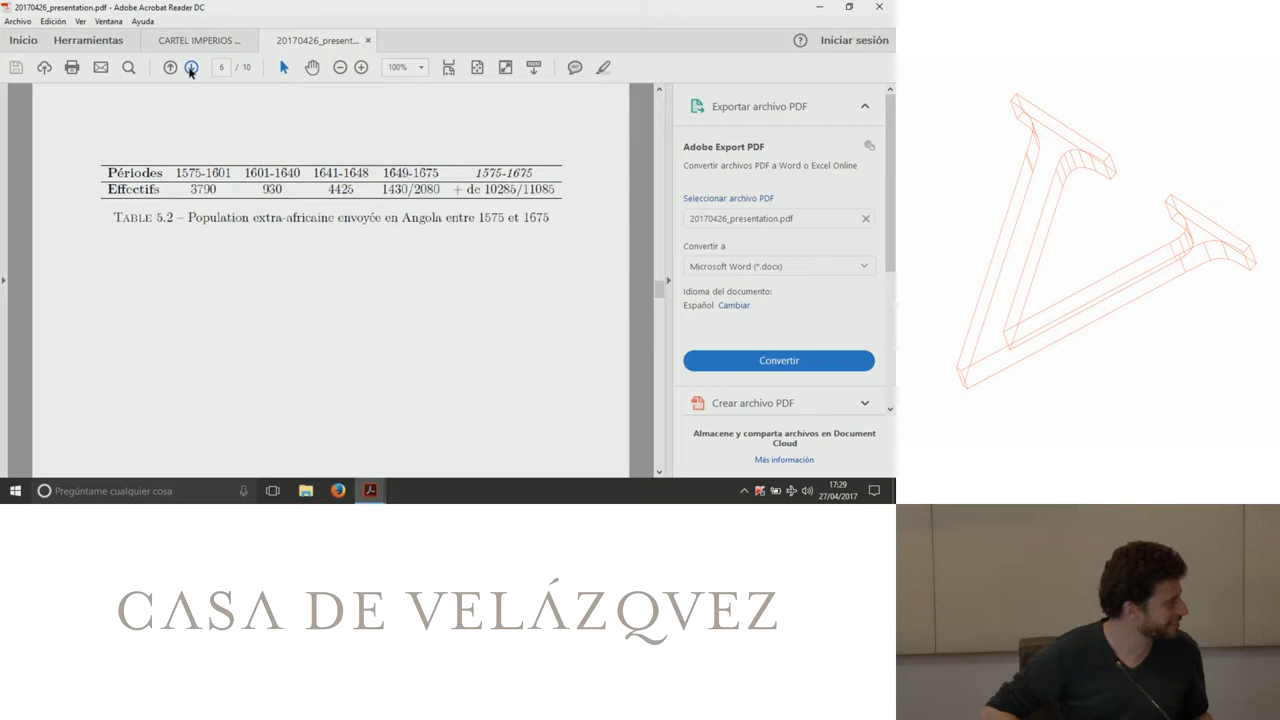 20170426_presentation.pdf - Adobe Acrobat Reader DC
Archivo Edición Ver Ventana Ayuda
Inicio Herramientas CARTEL IMPERIOS ... 20170426_present... × Iniciar sesión
6 / 10 100%
Périodes 1575-1601 1601-1640 1641-1648 1649-1675 1575-1675
Effectifs 3790 930 4425 1430/2080 + de 10285/11085
TABLE 5.2 – Population extra-africaine envoyée en Angola entre 1575 et 1675
Exportar archivo PDF
Adobe Export PDF
Convertir archivos PDF a Word o Excel Online
Seleccionar archivo PDF
20170426_presentation.pdf ×
Convertir a
Microsoft Word (*.docx)
Idioma del documento:
Español Cambiar
Convertir
Crear archivo PDF
Almacene y comparta archivos en Document
Cloud
Más información
Pregúntame cualquier cosa
17:29
27/04/2017
CASA DE VELÁZQVEZ